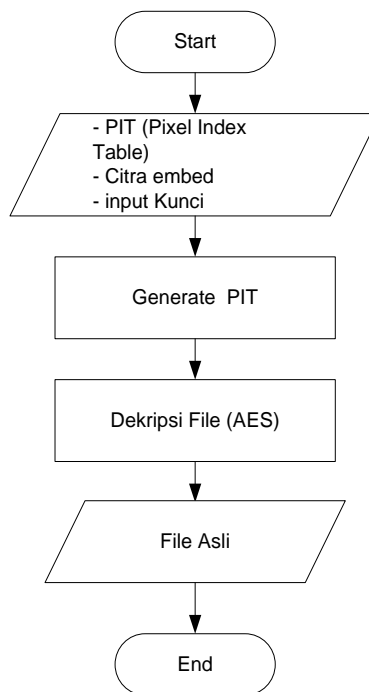 Start
- PIT (Pixel Index
Table)
- Citra embed
- input Kunci
Generate PIT
Dekripsi File (AES)
File Asli
End